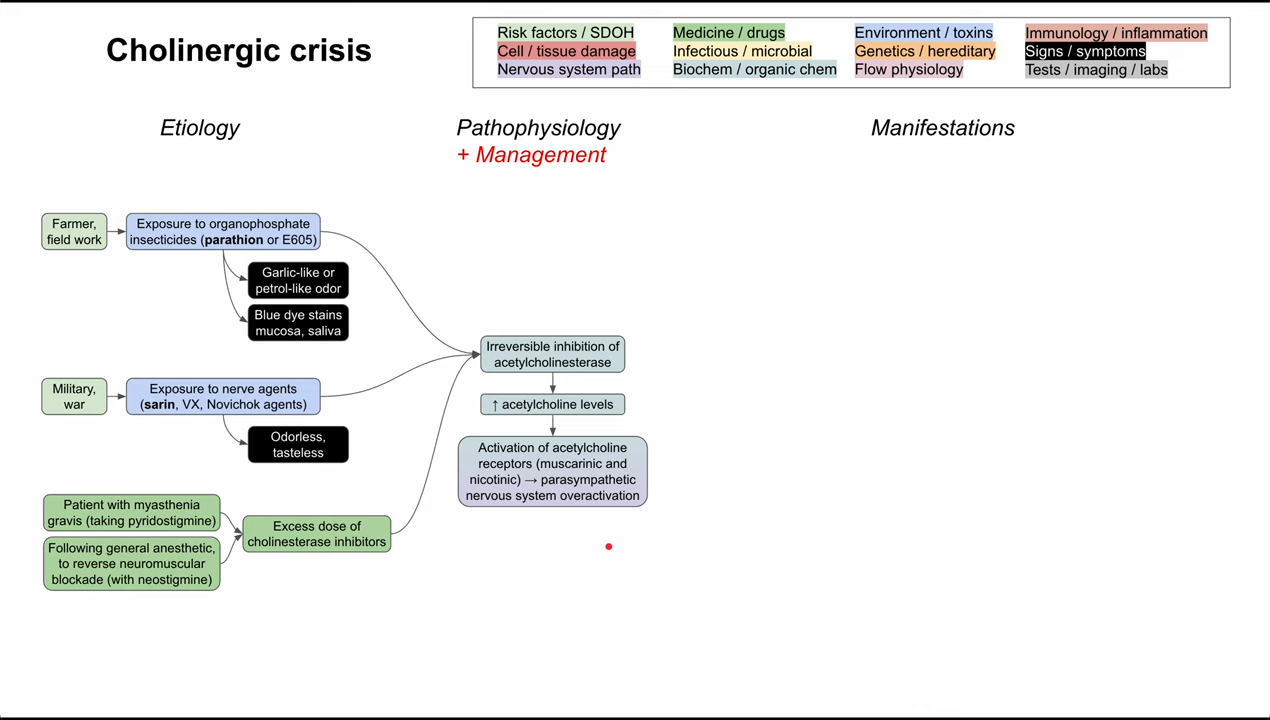 Cholinergic crisis
Risk factors / SDOH
Cell / tissue damage
Nervous system path
Medicine / drugs
Infectious / microbial
Biochem / organic chem
Environment / toxins
Genetics / hereditary
Flow physiology
Immunology / inflammation
Signs / symptoms
Tests / imaging / labs
Etiology
Pathophysiology
+ Management
Manifestations
Farmer,
field work
Exposure to organophosphate
insecticides (parathion or E605)
Garlic-like or
petrol-like odor
Blue dye stains
mucosa, saliva
Military,
war
Exposure to nerve agents
(sarin, VX, Novichok agents)
Odorless,
tasteless
Patient with myasthenia
gravis (taking pyridostigmine)
Following general anesthetic,
to reverse neuromuscular
blockade (with neostigmine)
Excess dose of
cholinesterase inhibitors
Irreversible inhibition of
acetylcholinesterase
↑ acetylcholine levels
Activation of acetylcholine
receptors (muscarinic and
nicotinic) → parasympathetic
nervous system overactivation